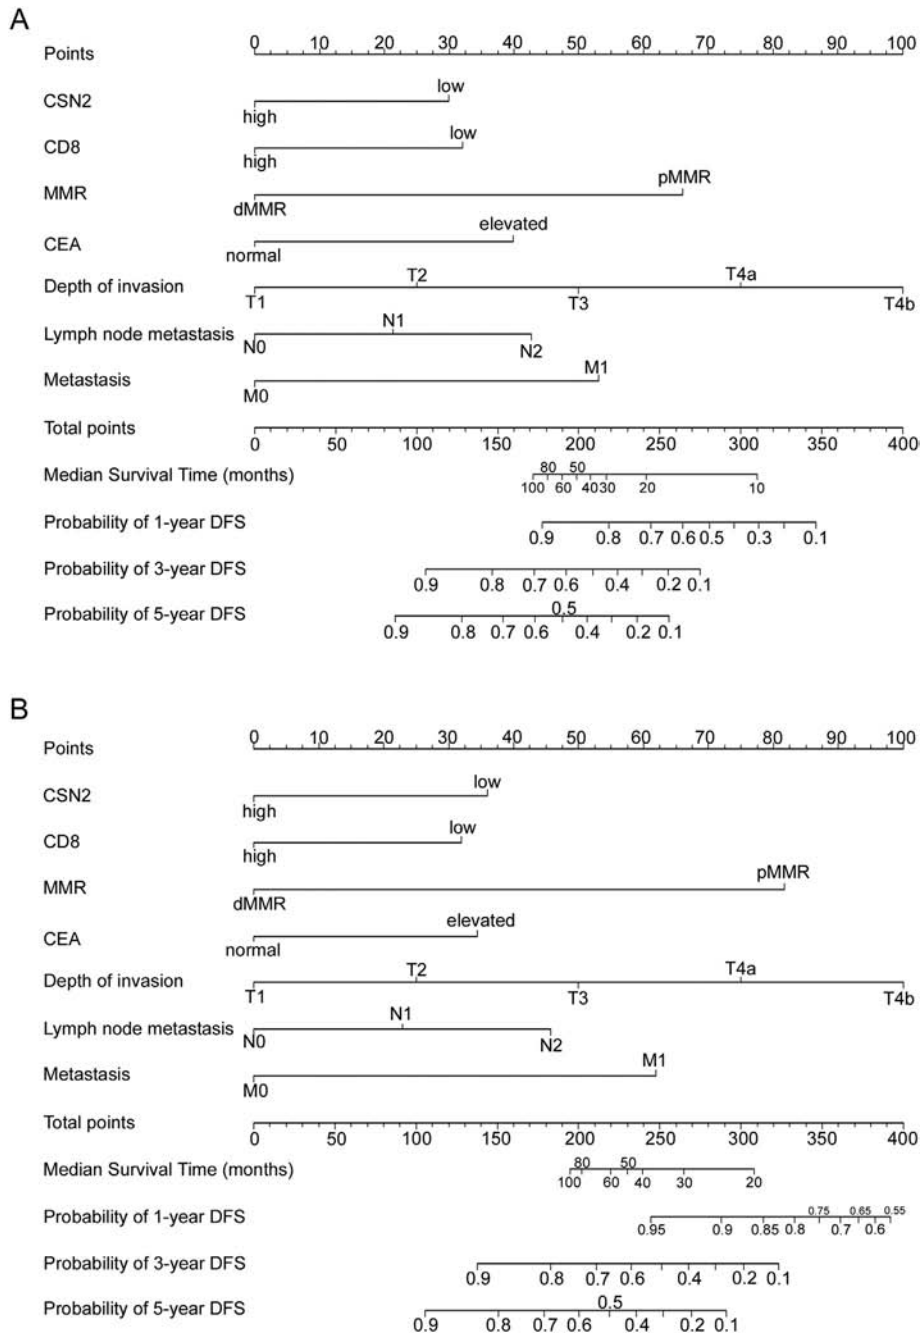 A
Points 0 10 20 30 40 50 60 70 80 90 100
low
CSN2
high
low
CD8
high
pMMR
MMR
dMMR
elevated
CEA
normal
T2 T4a
Depth of invasion
T1 T3 T4b
N1
Lymph node metastasis
N0 N2
M1
Metastasis
M0
Total points
0 50 100 150 200 250 300 350 400
80 50
Median Survival Time (months)
100 60 40 30 20 10
Probability of 1-year DFS
0.9 0.8 0.7 0.6 0.5 0.3 0.1
Probability of 3-year DFS
0.9 0.8 0.7 0.6 0.4 0.2 0.1
0.5
Probability of 5-year DFS
0.9 0.8 0.7 0.6 0.4 0.2 0.1
B
Points 0 10 20 30 40 50 60 70 80 90 100
low
CSN2
high
low
CD8
high
pMMR
MMR
dMMR
elevated
CEA
normal
T2 T4a
Depth of invasion
T1 T3 T4b
N1
Lymph node metastasis
N0 N2
M1
Metastasis
M0
Total points
0 50 100 150 200 250 300 350 400
80 50
Median Survival Time (months)
100 60 40 30 20
Probability of 1-year DFS
0.75 0.65 0.55
0.95 0.9 0.85 0.8 0.7 0.6
Probability of 3-year DFS
0.9 0.8 0.7 0.6 0.4 0.2 0.1
0.5
Probability of 5-year DFS
0.9 0.8 0.7 0.6 0.4 0.2 0.1